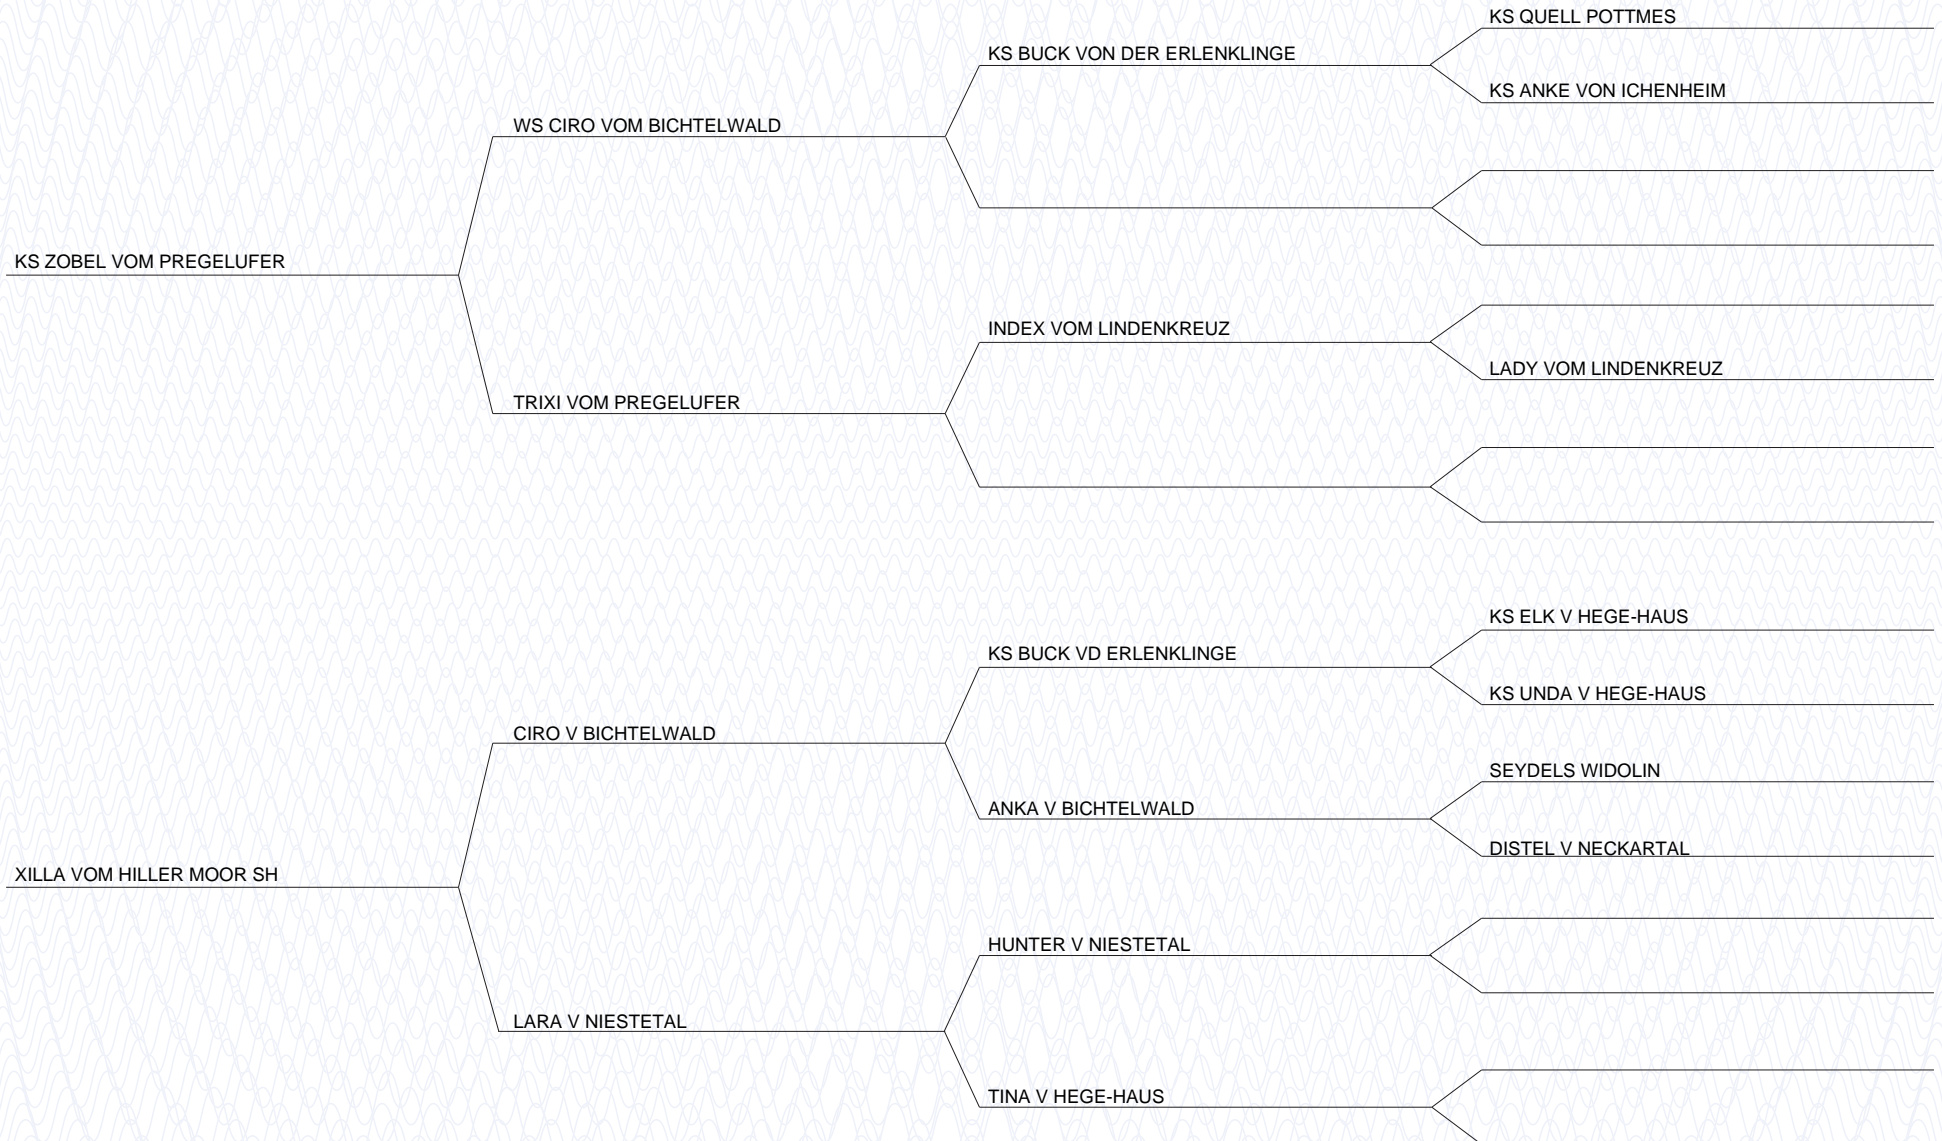 KS QUELL POTTMES
KS BUCK VON DER ERLENKLINGE
KS ANKE VON ICHENHEIM
WS CIRO VOM BICHTELWALD
KS ZOBEL VOM PREGELUFER
INDEX VOM LINDENKREUZ
LADY VOM LINDENKREUZ
TRIXI VOM PREGELUFER
KS ELK V HEGE-HAUS
KS BUCK VD ERLENKLINGE
KS UNDA V HEGE-HAUS
CIRO V BICHTELWALD
SEYDELS WIDOLIN
ANKA V BICHTELWALD
DISTEL V NECKARTAL
XILLA VOM HILLER MOOR SH
HUNTER V NIESTETAL
LARA V NIESTETAL
TINA V HEGE-HAUS